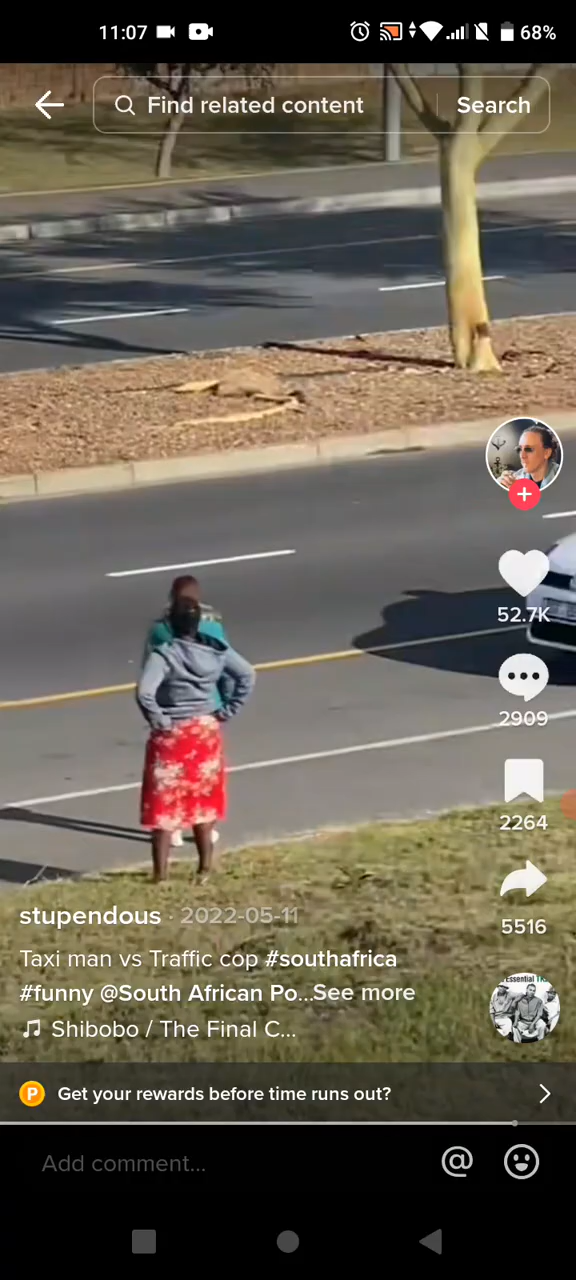 11:07
68%
Find related content
Search
52.7K
2909
2264
5516
stupendous · 2022-05-11
Taxi man vs Traffic cop #southafrica
#funny @South African Po...See more
Shibobo / The Final C...
P Get your rewards before time runs out?
Add comment...
@